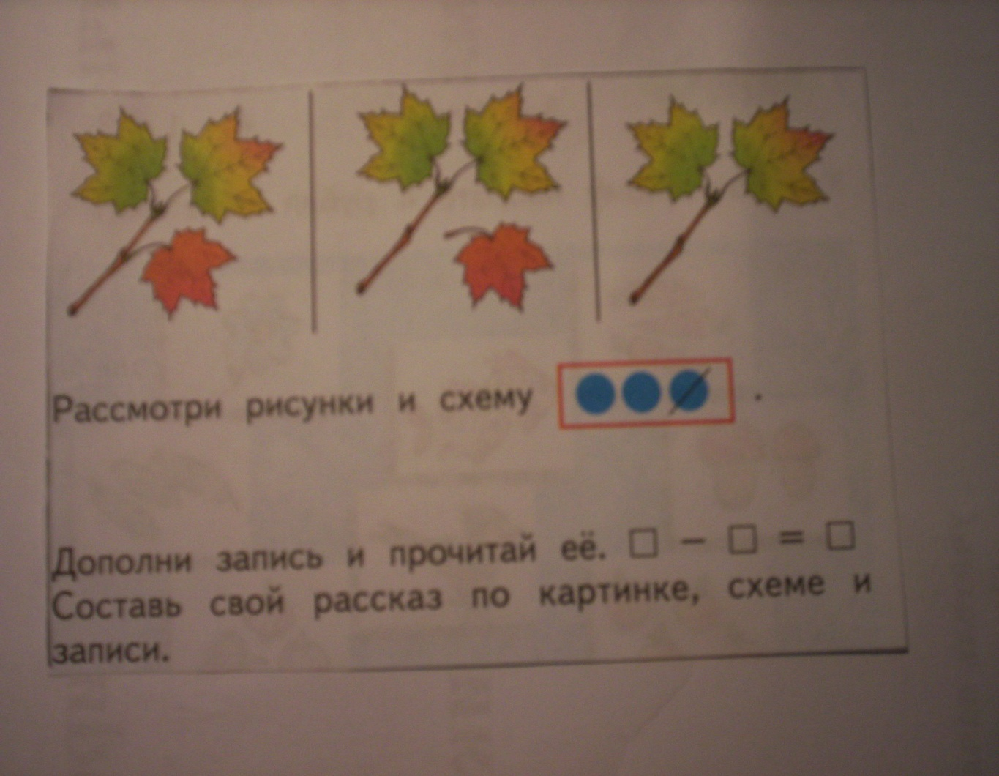 Рассмотри рисунки и схему .
Дополни запись и прочитай её. □ − □ = □
Составь свой рассказ по картинке, схеме и
записи.